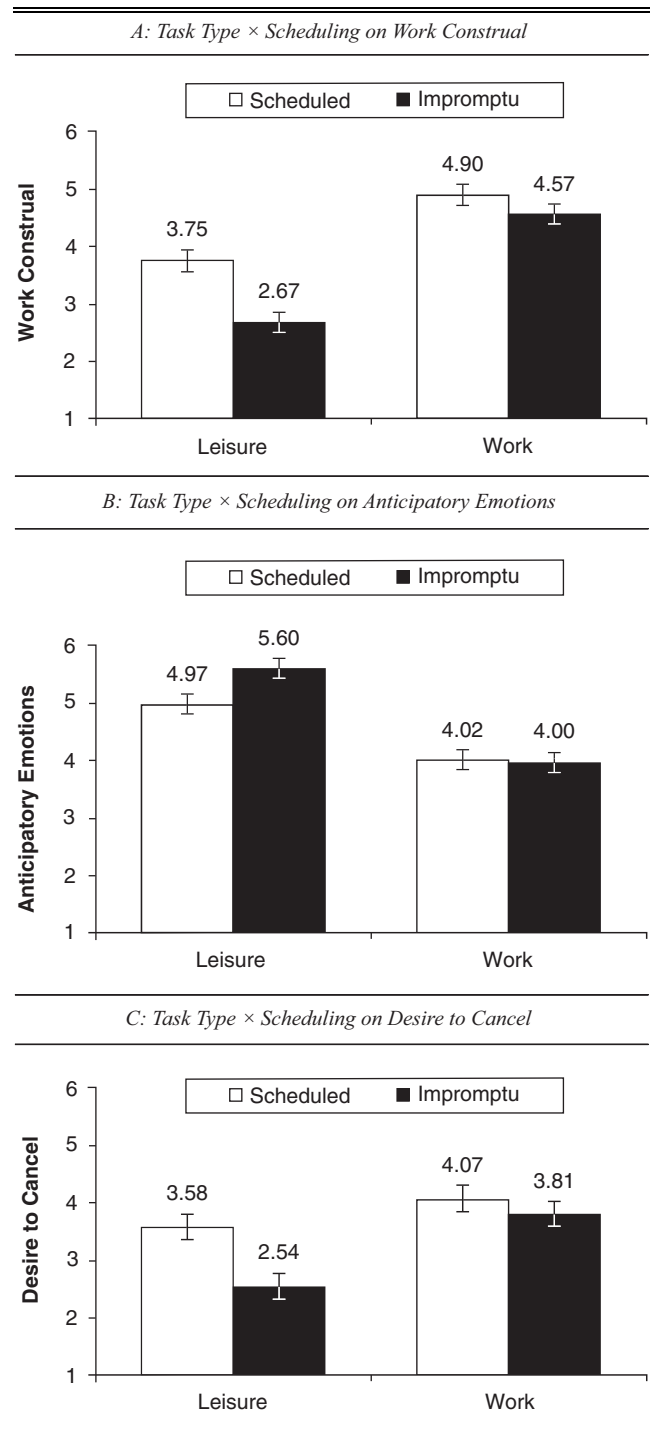 A: Task Type × Scheduling on Work Construal
Scheduled Impromptu
6
5
4
3
2
1
Work Construal
3.75
2.67
4.90
4.57
Leisure Work
B: Task Type × Scheduling on Anticipatory Emotions
Scheduled Impromptu
6
5
4
3
2
1
Anticipatory Emotions
4.97
5.60
4.02
4.00
Leisure Work
C: Task Type × Scheduling on Desire to Cancel
Scheduled Impromptu
6
5
4
3
2
1
Desire to Cancel
3.58
2.54
4.07
3.81
Leisure Work